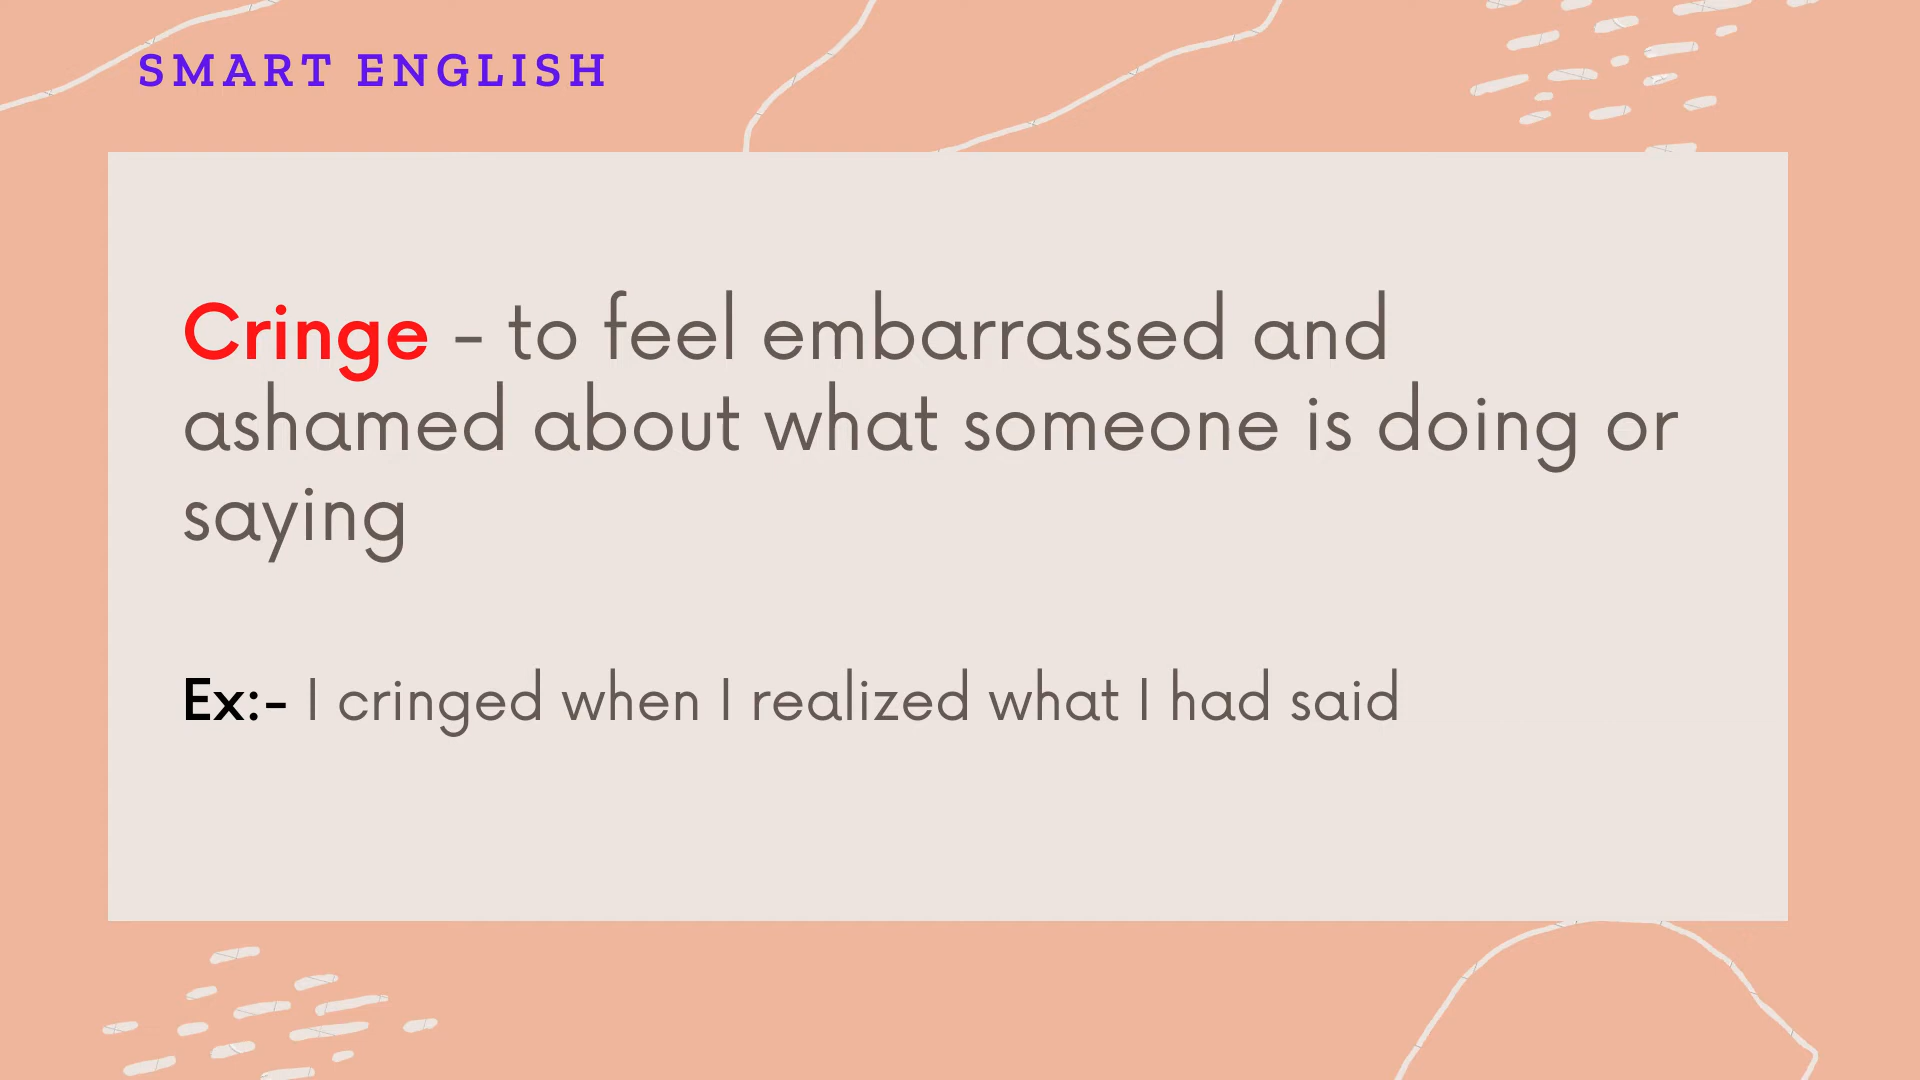 SMART ENGLISH
Cringe - to feel embarrassed and
ashamed about what someone is doing or
saying
Ex:- I cringed when I realized what I had said